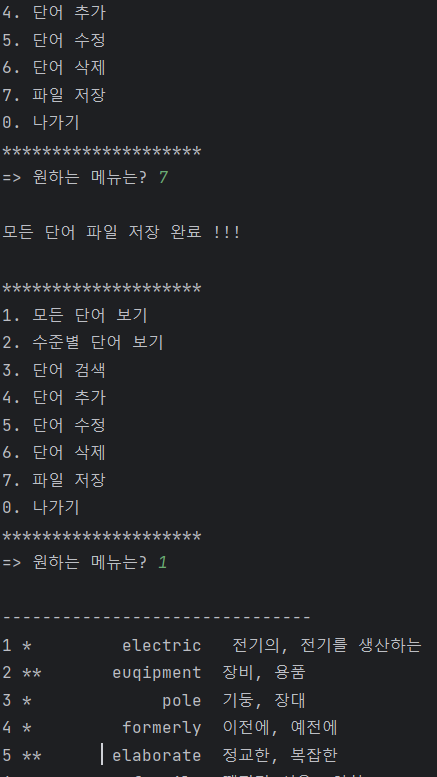 4. 단어 추가
5. 단어 수정
6. 단어 삭제
7. 파일 저장
0. 나가기
********************
=> 원하는 메뉴는? 7
모든 단어 파일 저장 완료 !!!
********************
1. 모든 단어 보기
2. 수준별 단어 보기
3. 단어 검색
4. 단어 추가
5. 단어 수정
6. 단어 삭제
7. 파일 저장
0. 나가기
********************
=> 원하는 메뉴는? 1
-------------------------------
1 * electric 전기의, 전기를 생산하는
2 ** euqipment 장비, 용품
3 * pole 기둥, 장대
4 * formerly 이전에, 예전에
5 ** elaborate 정교한, 복잡한